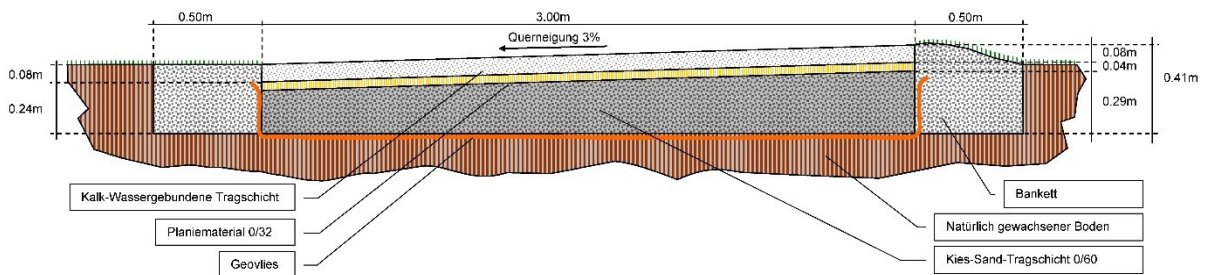 0.50m
3.00m
0.50m
Querneigung 3%
0.08m
0.04m
0.41m
0.08m
0.24m
0.29m
Kalk-Wassergebundene Tragschicht
Bankett
Planiematerial 0/32
Natürlich gewachsener Boden
Geovlies
Kies-Sand-Tragschicht 0/60